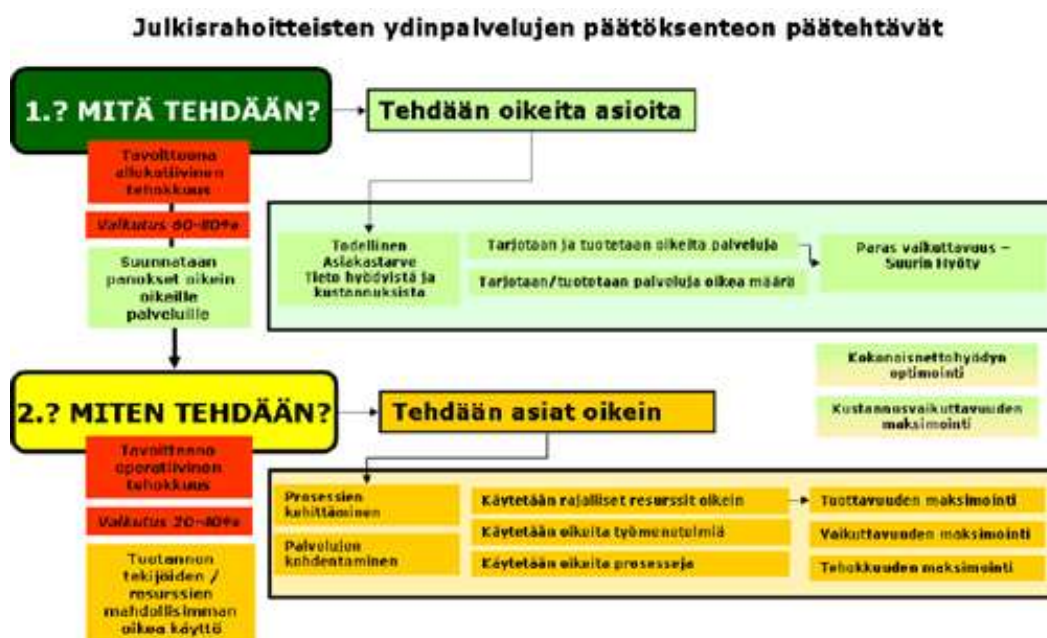 Julkisrahoitteisten ydinpalvelujen päätöksenteon päätehtävät
1.? MITÄ TEHDÄÄN?
Tehdään oikeita asioita
Tavoitteena
allokatiivinen
tehokkuus
Vaikutus 60-80%
Suunnataan
panokset oikein
oikeille
palveluille
Todellinen
Asiakastarve
Tieto hyödyistä ja
kustannuksista
Tarjotaan ja tuotetaan oikeita palveluja
Tarjotaan/tuotetaan palveluja oikea määrä
Paras vaikuttavuus –
Suurin Hyöty
Kokonaisnettohyödyn
optimointi
Kustannusvaikuttavuuden
maksimointi
2.? MITEN TEHDÄÄN?
Tehdään asiat oikein
Tavoitteena
operatiivinen
tehokkuus
Vaikutus 20-40%
Tuotannon
tekijöiden /
resurssien
mahdollisimman
oikea käyttö
Prosessien
kehittäminen
Palvelujen
kohdentaminen
Käytetään rajalliset resurssit oikein
Käytetään oikeita työmenetelmiä
Käytetään oikeita prosesseja
Tuottavuuden maksimointi
Vaikuttavuuden maksimointi
Tehokkuuden maksimointi